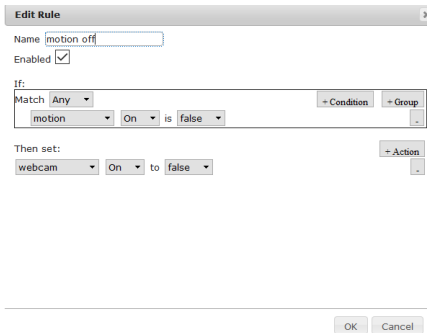 Edit Rule
Name motion off
Enabled
If:
Match Any + Condition + Group
motion On is false -
Then set: + Action
webcam On to false -
OK Cancel